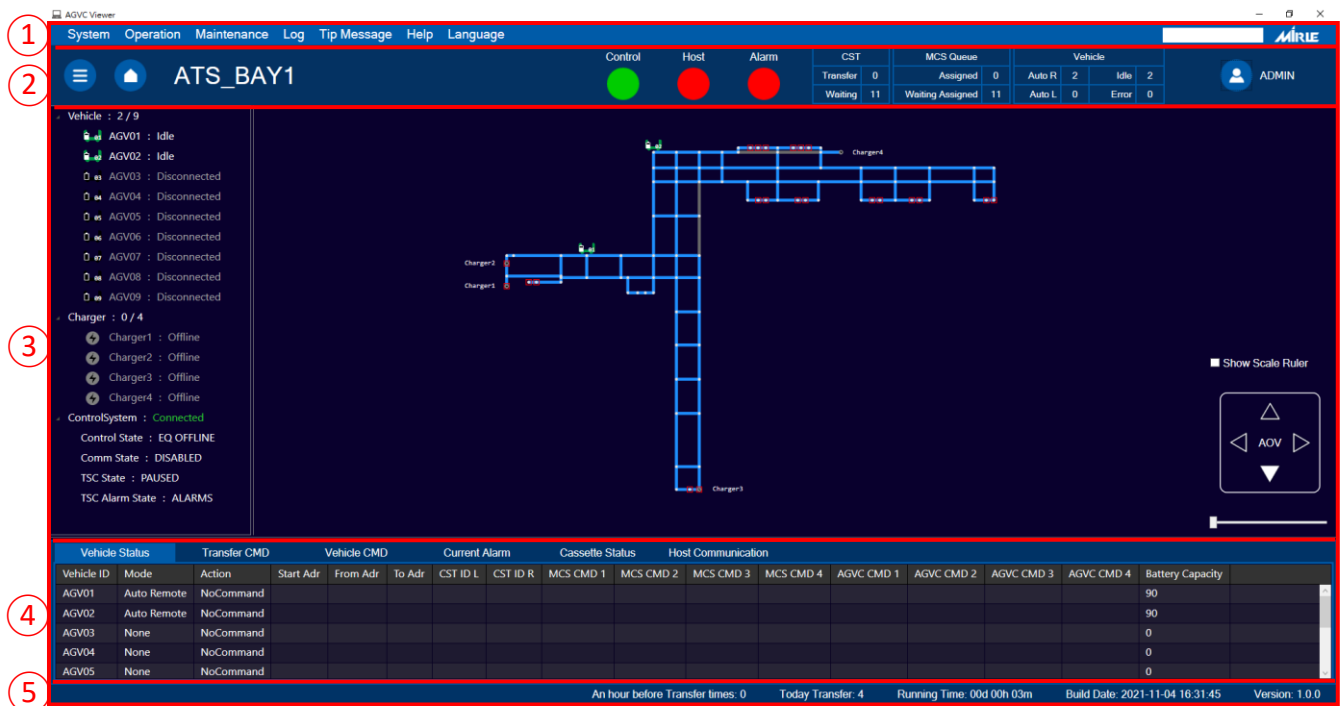 AGVC Viewer
1
System Operation Maintenance Log Tip Message Help Language
MIRLE
2
ATS_BAY1
Control Host Alarm
CST MCS Queue Vehicle
Transfer 0 Assigned 0 Auto R 2 Idle 2
Waiting 11 Waiting Assigned 11 Auto L 0 Error 0
ADMIN
3
Vehicle : 2 / 9
AGV01 : Idle
AGV02 : Idle
03 AGV03 : Disconnected
04 AGV04 : Disconnected
05 AGV05 : Disconnected
06 AGV06 : Disconnected
07 AGV07 : Disconnected
08 AGV08 : Disconnected
09 AGV09 : Disconnected
Charger : 0 / 4
Charger1 : Offline
Charger2 : Offline
Charger3 : Offline
Charger4 : Offline
ControlSystem : Connected
Control State : EQ OFFLINE
Comm State : DISABLED
TSC State : PAUSED
TSC Alarm State : ALARMS
Charger4
Charger2
Charger1
Charger3
Show Scale Ruler
AOV
4
Vehicle Status Transfer CMD Vehicle CMD Current Alarm Cassette Status Host Communication
Vehicle ID Mode Action Start Adr From Adr To Adr CST ID L CST ID R MCS CMD 1 MCS CMD 2 MCS CMD 3 MCS CMD 4 AGVC CMD 1 AGVC CMD 2 AGVC CMD 3 AGVC CMD 4 Battery Capacity
AGV01 Auto Remote NoCommand 90
AGV02 Auto Remote NoCommand 90
AGV03 None NoCommand 0
AGV04 None NoCommand 0
AGV05 None NoCommand 0
5
An hour before Transfer times: 0 Today Transfer: 4 Running Time: 00d 00h 03m Build Date: 2021-11-04 16:31:45 Version: 1.0.0